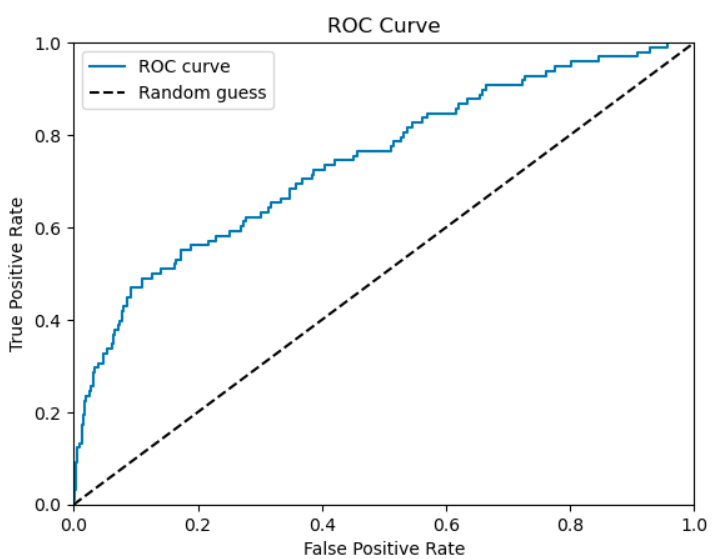 ROC Curve
ROC curve
Random guess
1.0
0.8
0.6
0.4
0.2
0.0
True Positive Rate
0.0 0.2 0.4 0.6 0.8 1.0
False Positive Rate